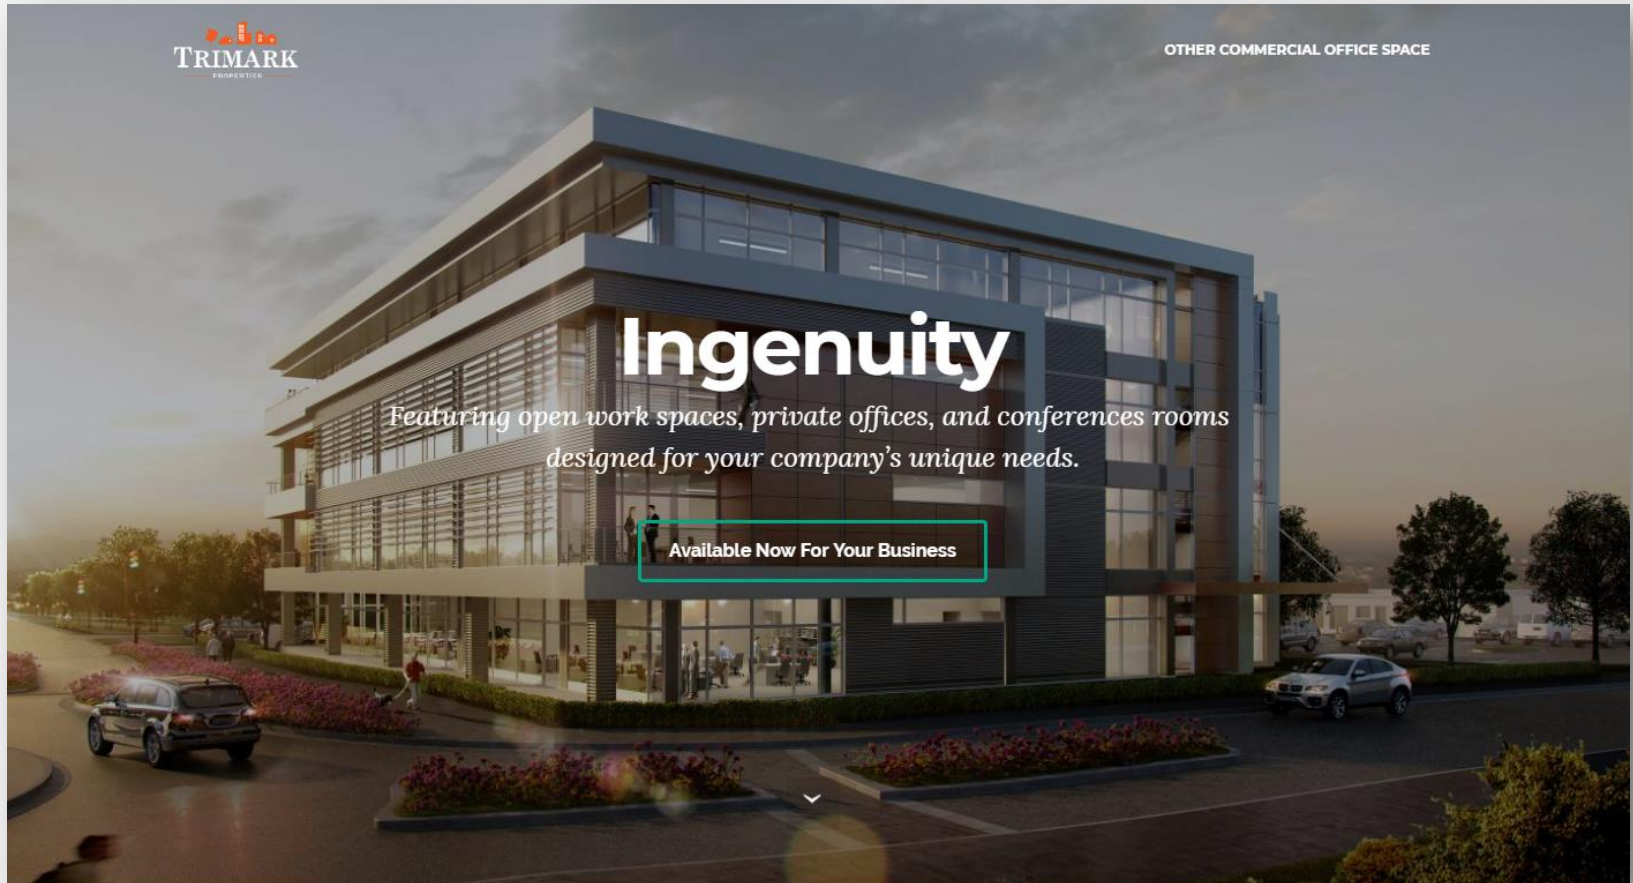 TRIMARK
PROPERTIES
OTHER COMMERCIAL OFFICE SPACE
Ingenuity
Featuring open work spaces, private offices, and conferences rooms
designed for your company’s unique needs.
Available Now For Your Business